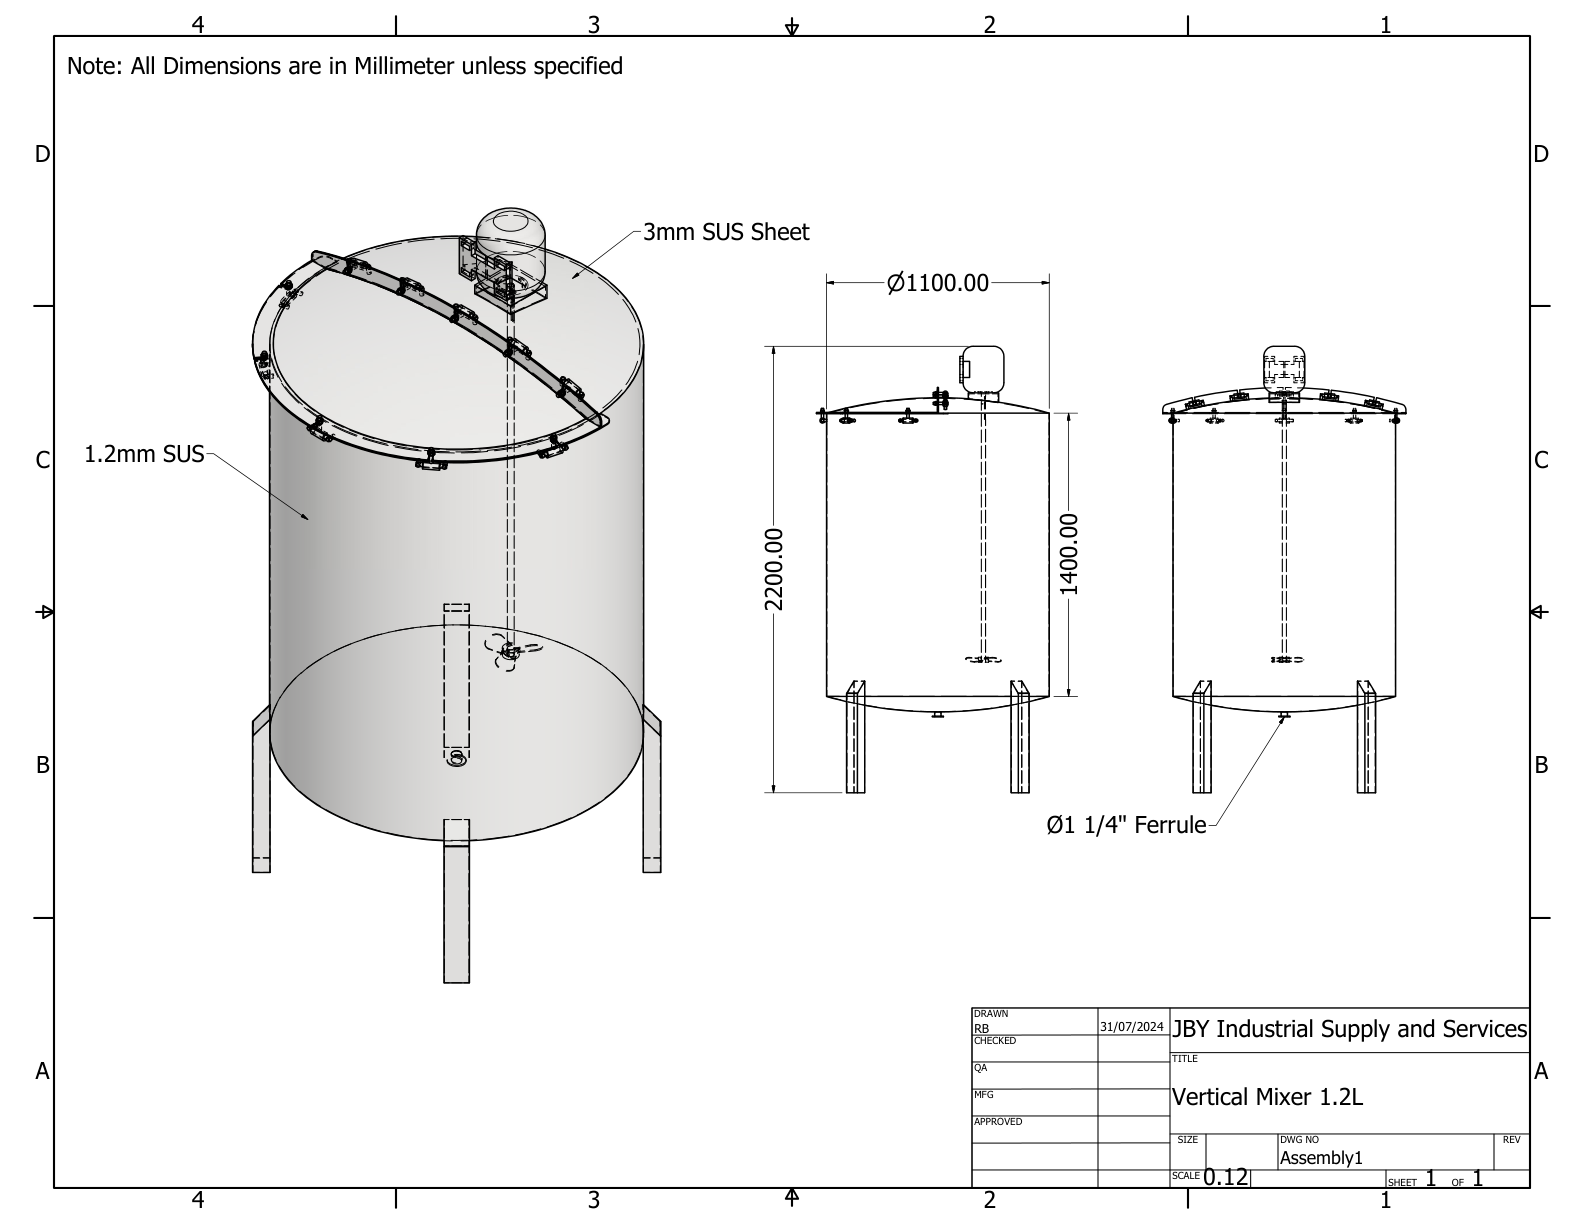 4 3 2 1
Note: All Dimensions are in Millimeter unless specified
D D
3mm SUS Sheet
Ø1100.00
1.2mm SUS
C C
2200.00
1400.00
B B
Ø1 1/4" Ferrule
A A
DRAWN
RB
31/07/2024
JBY Industrial Supply and Services
CHECKED
TITLE
QA
MFG
Vertical Mixer 1.2L
APPROVED
SIZE
DWG NO
REV
Assembly1
SCALE 0.12
SHEET 1 OF 1
4 3 2 1